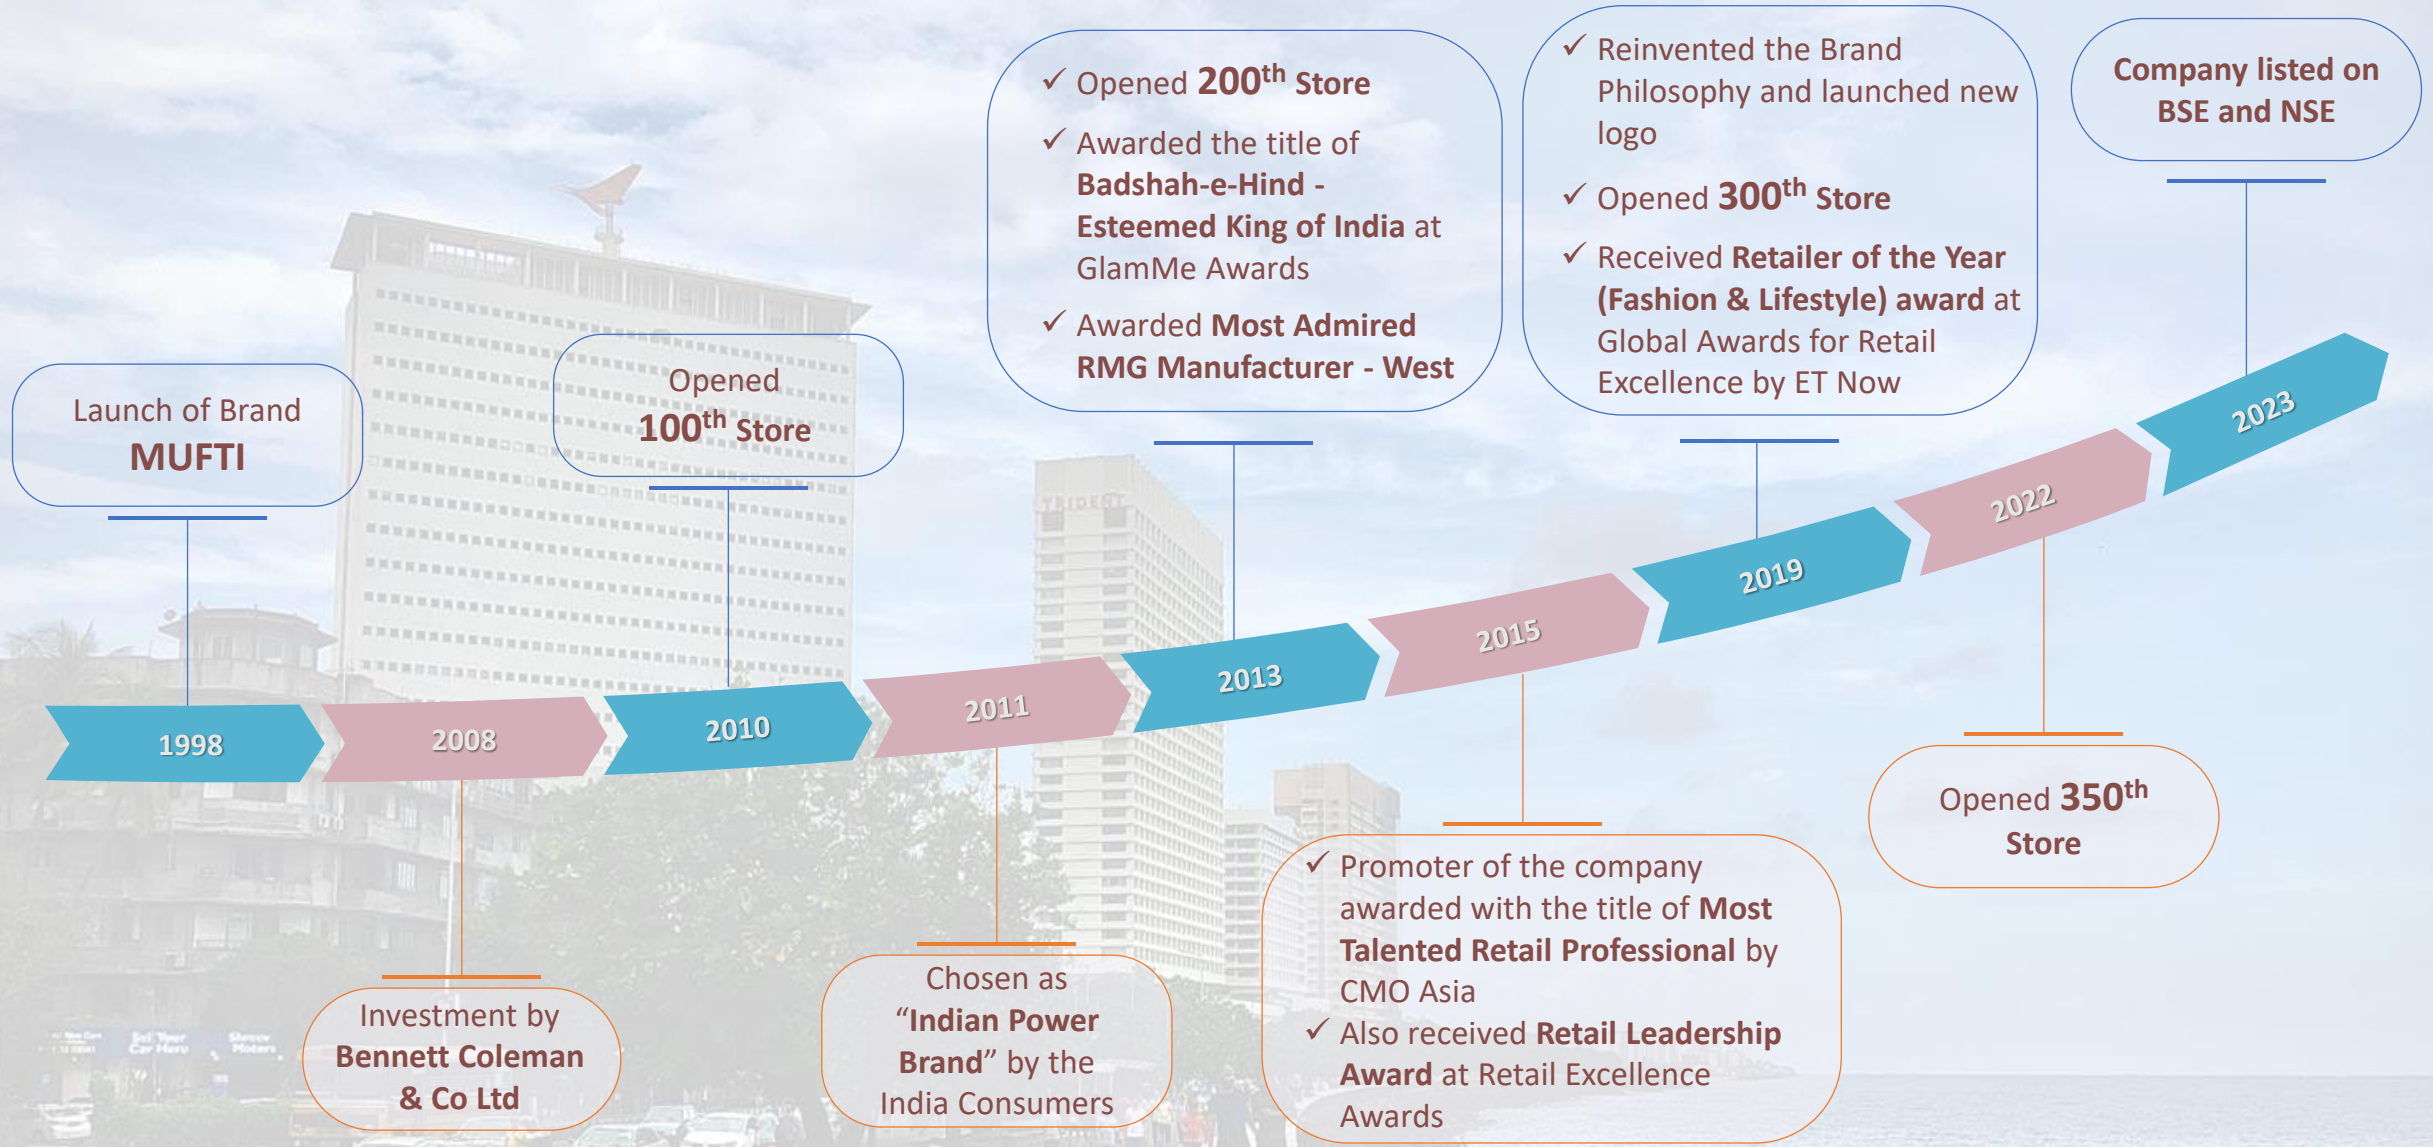 Launch of Brand
MUFTI
Opened
100th Store
✓ Opened 200th Store
✓ Awarded the title of
Badshah-e-Hind -
Esteemed King of India at
GlamMe Awards
✓ Awarded Most Admired
RMG Manufacturer - West
✓ Reinvented the Brand
Philosophy and launched new
logo
✓ Opened 300th Store
✓ Received Retailer of the Year
(Fashion & Lifestyle) award at
Global Awards for Retail
Excellence by ET Now
Company listed on
BSE and NSE
TRIDENT
1998
2008
2010
2011
2013
2015
2019
2022
2023
Investment by
Bennett Coleman
& Co Ltd
Chosen as
“Indian Power
Brand” by the
India Consumers
✓ Promoter of the company
awarded with the title of Most
Talented Retail Professional by
CMO Asia
✓ Also received Retail Leadership
Award at Retail Excellence
Awards
Opened 350th
Store
Sell Your
Car Here
Motors